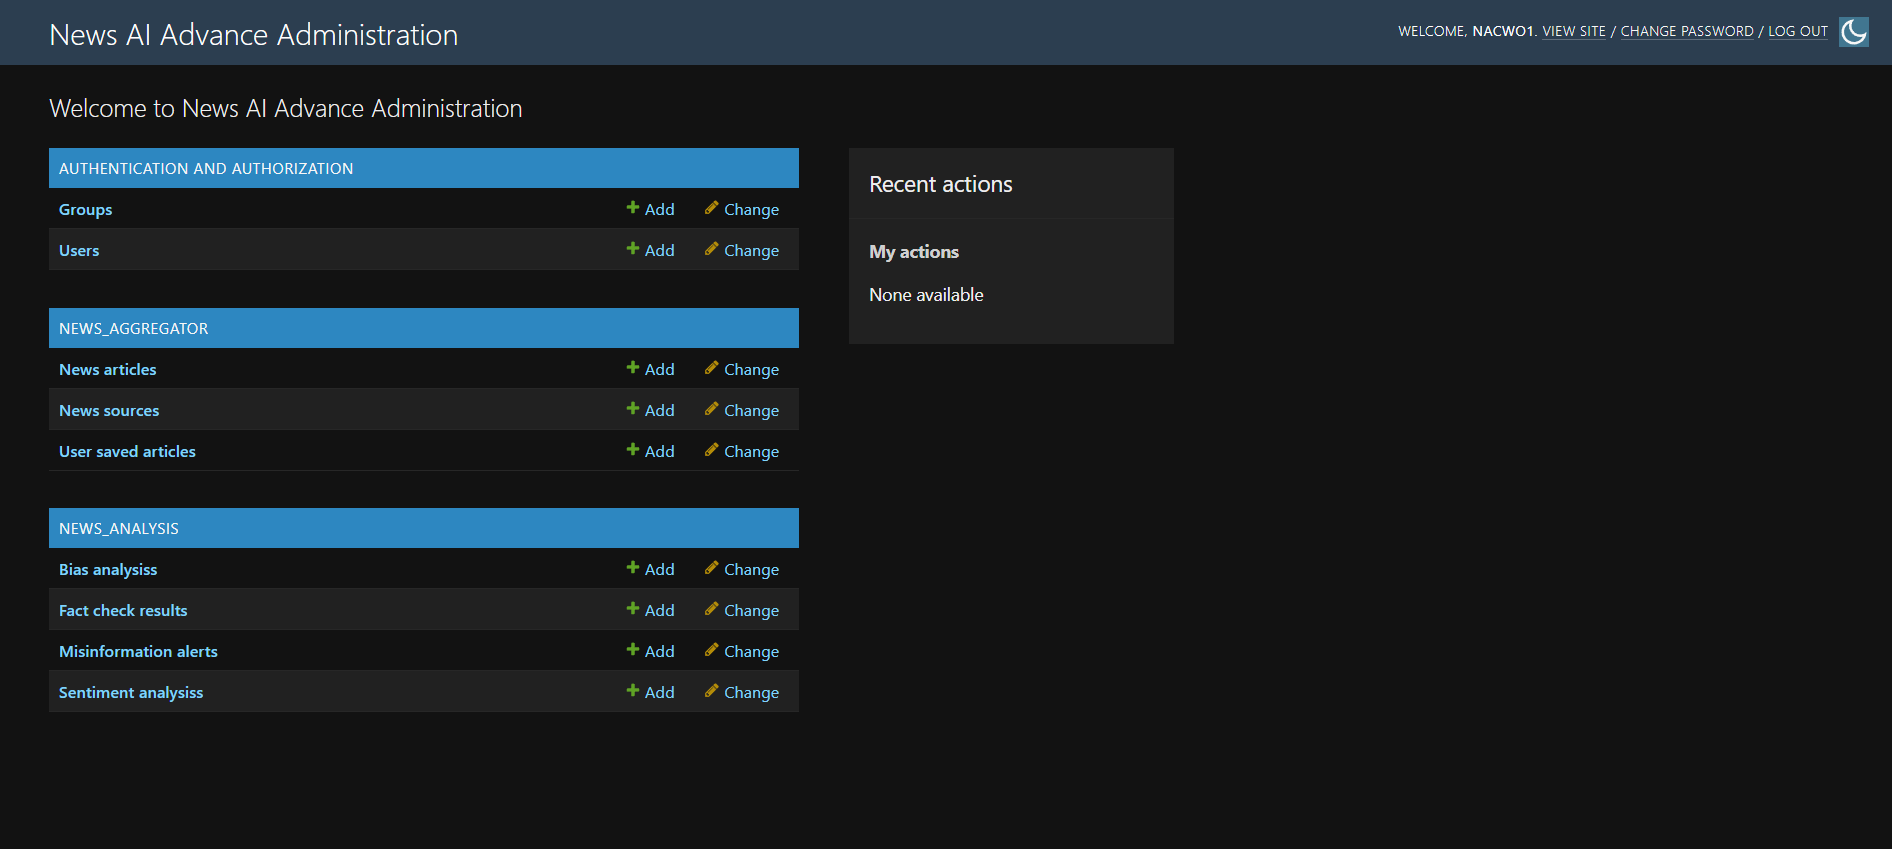 News AI Advance Administration
WELCOME, NACWO1. VIEW SITE / CHANGE PASSWORD / LOG OUT
Welcome to News AI Advance Administration
AUTHENTICATION AND AUTHORIZATION
Groups Add Change
Users Add Change
NEWS_AGGREGATOR
News articles Add Change
News sources Add Change
User saved articles Add Change
NEWS_ANALYSIS
Bias analysiss Add Change
Fact check results Add Change
Misinformation alerts Add Change
Sentiment analysiss Add Change
Recent actions
My actions
None available